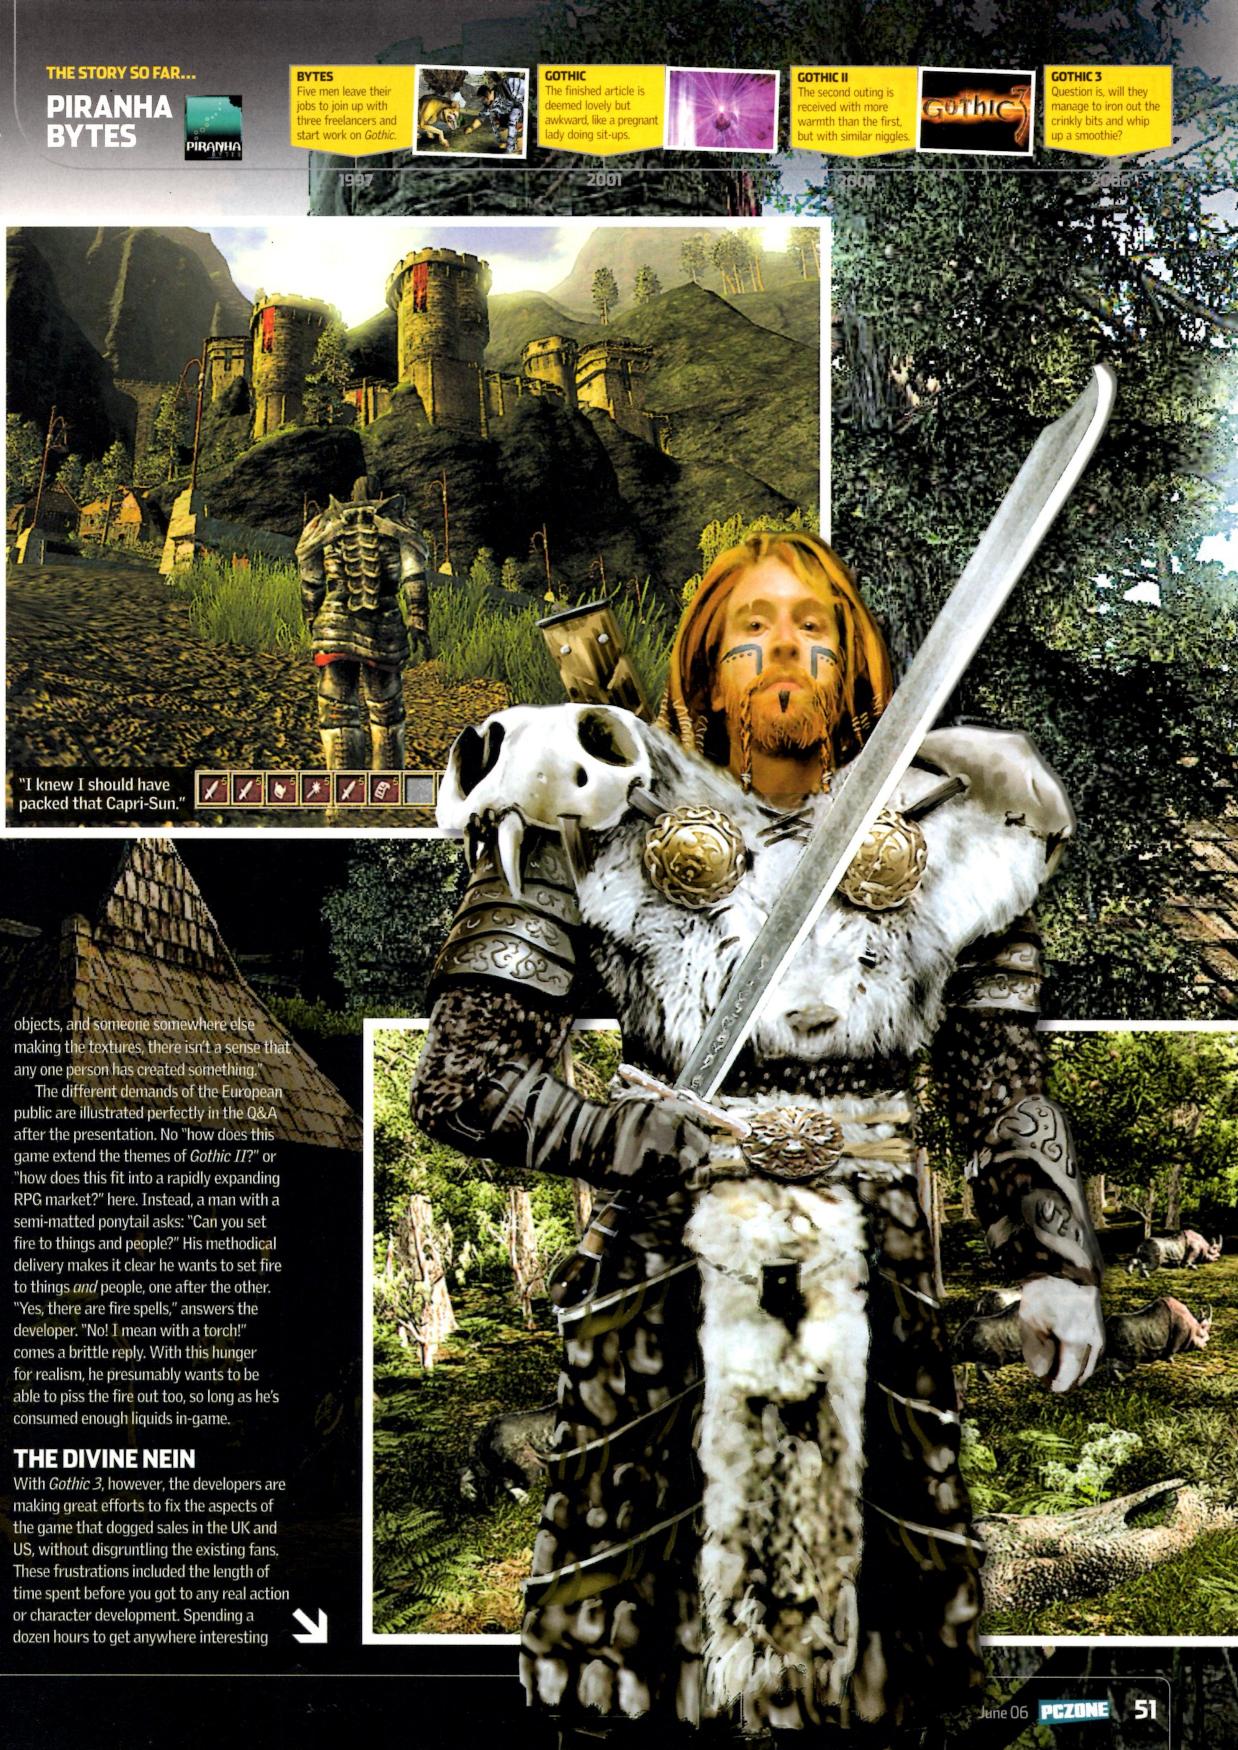 THE STORY SO FAR...
PIRANHA
BYTES
PIRANHA
BYTES
BYTES
Five men leave their
jobs to join up with
three freelancers and
start work on Gothic.
GOTHIC
The finished article is
deemed lovely but
awkward, like a pregnant
lady doing sit-ups.
GOTHIC II
The second outing is
received with more
warmth than the first,
but with similar niggles.
GOTHIC 3
GOTHIC 3
Question is, will they
manage to iron out the
crinkly bits and whip
up a smoothie?
1997
2001
2006
"I knew I should have
packed that Capri-Sun."
objects, and someone somewhere else
making the textures, there isn't a sense that
any one person has created something."
The different demands of the European
public are illustrated perfectly in the Q&A
after the presentation. No "how does this
game extend the themes of Gothic II?" or
"how does this fit into a rapidly expanding
RPG market?" here. Instead, a man with a
semi-matted ponytail asks: "Can you set
fire to things and people?" His methodical
delivery makes it clear he wants to set fire
to things and people, one after the other.
"Yes, there are fire spells," answers the
developer. "No! I mean with a torch!"
comes a brittle reply. With this hunger
for realism, he presumably wants to be
able to piss the fire out too, so long as he's
consumed enough liquids in-game.
THE DIVINE NEIN
With Gothic 3, however, the developers are
making great efforts to fix the aspects of
the game that dogged sales in the UK and
US, without disgruntling the existing fans.
These frustrations included the length of
time spent before you got to any real action
or character development. Spending a
dozen hours to get anywhere interesting
June 06 PCZONE 51